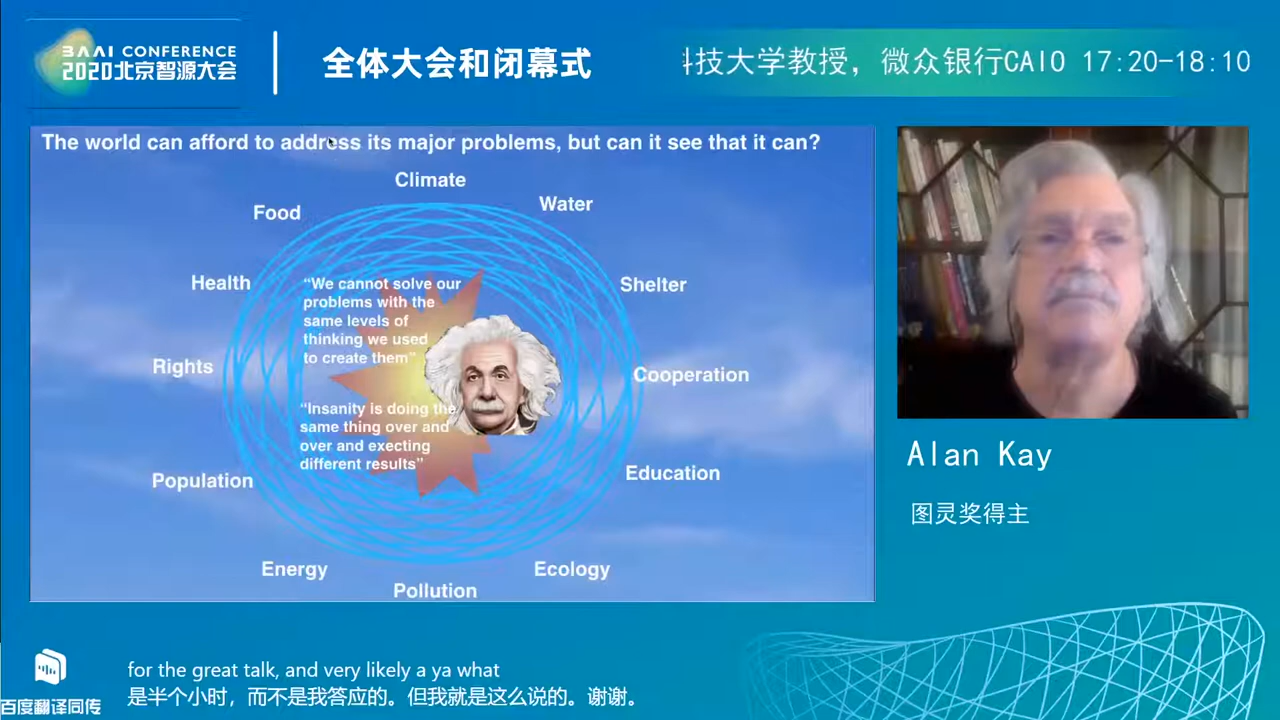 BAAI CONFERENCE
2020北京智源大会
全体大会和闭幕式
科技大学教授，微众银行CAIO 17:20-18:10
The world can afford to address its major problems, but can it see that it can?
Climate
Water
Food
Health
Shelter
“We cannot solve our
problems with the
same levels of
thinking we used
to create them”
Rights
Cooperation
“Insanity is doing the
same thing over and
over and execting
different results”
Education
Population
Energy
Ecology
Pollution
Alan Kay
图灵奖得主
for the great talk, and very likely a ya what
是半个小时，而不是我答应的。但我就是这么说的。谢谢。
百度翻译同传